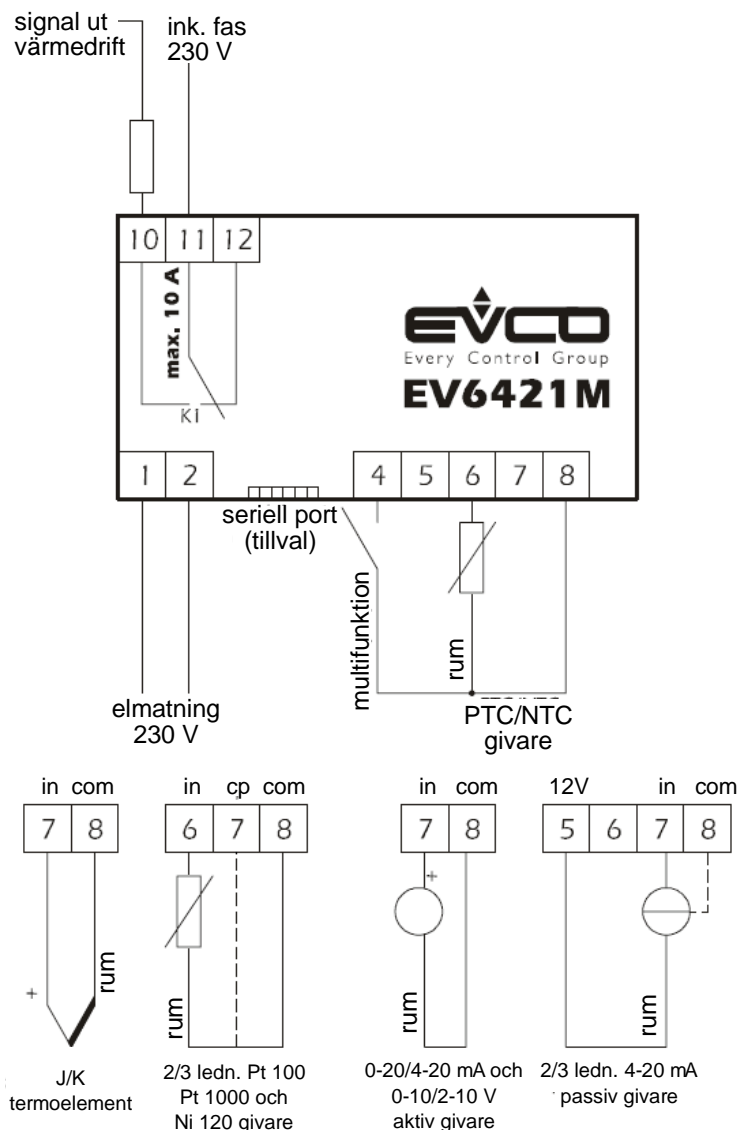 signal ut
värmedrift
ink. fas
230 V
10 11 12
max. 10 A
K1
EVCO
Every Control Group
EV6421M
1 2
4 5 6 7 8
seriell port
(tillval)
multifunktion
rum
elmatning
230 V
PTC/NTC
givare
in com
7 8
+
rum
J/K
termoelement
in cp com
6 7 8
rum
2/3 ledn. Pt 100
Pt 1000 och
Ni 120 givare
in com
7 8
+
rum
0-20/4-20 mA och
0-10/2-10 V
aktiv givare
12V in com
5 6 7 8
rum
2/3 ledn. 4-20 mA
passiv givare